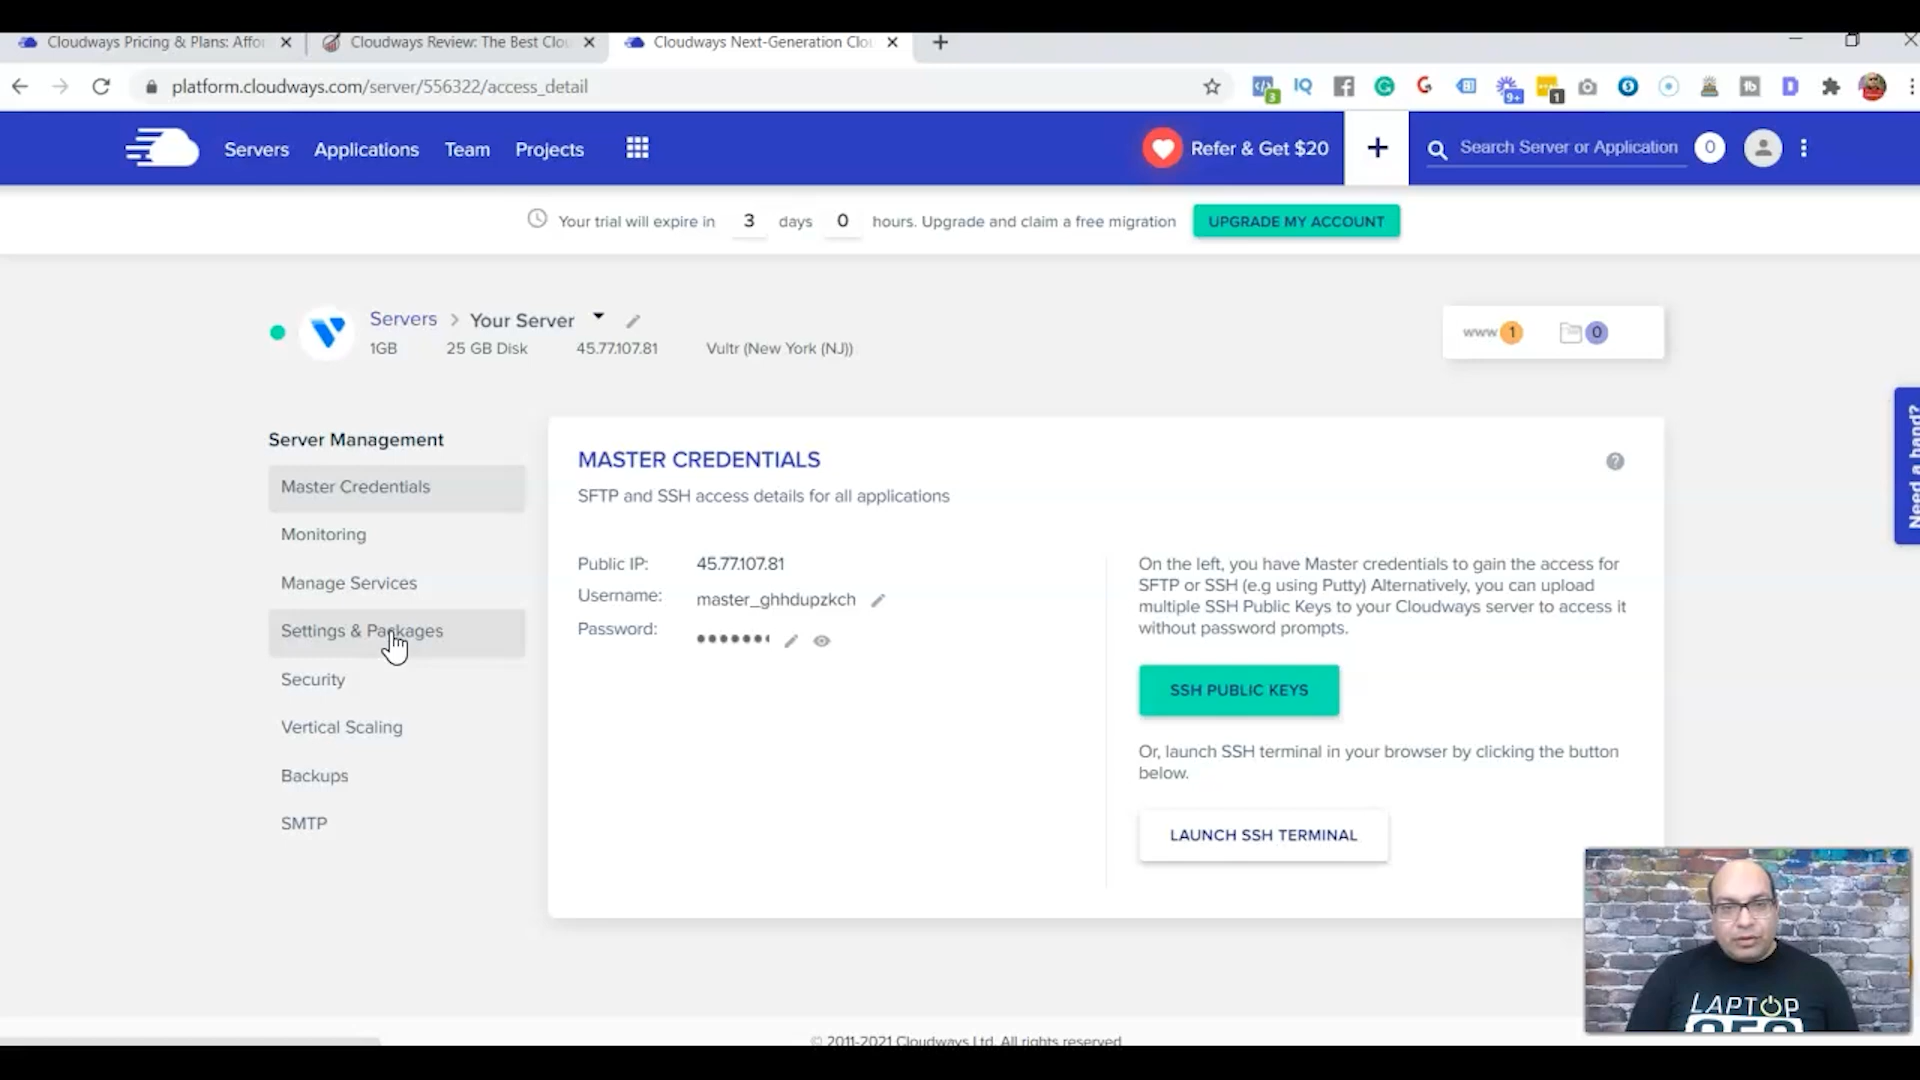 Cloudways Pricing & Plans: Affor
Cloudways Review: The Best Clo
Cloudways Next-Generation Clo
platform.cloudways.com/server/556322/access_detail
3
IQ
9+
1
Servers
Applications
Team
Projects
Refer & Get $20
+
Search Server or Application
0
Your trial will expire in 3 days 0 hours. Upgrade and claim a free migration
UPGRADE MY ACCOUNT
Servers > Your Server
1GB
25 GB Disk
45.77.107.81
Vultr (New York (NJ))
www 1
0
Need a hand?
Server Management
Master Credentials
Monitoring
Manage Services
Settings & Packages
Security
Vertical Scaling
Backups
SMTP
MASTER CREDENTIALS
SFTP and SSH access details for all applications
Public IP: 45.77.107.81
Username: master_ghhdupzkch
Password:
On the left, you have Master credentials to gain the access for
SFTP or SSH (e.g using Putty) Alternatively, you can upload
multiple SSH Public Keys to your Cloudways server to access it
without password prompts.
SSH PUBLIC KEYS
Or, launch SSH terminal in your browser by clicking the button
below.
LAUNCH SSH TERMINAL
LAPTOP
© 2011-2021 Cloudways Ltd. All rights reserved